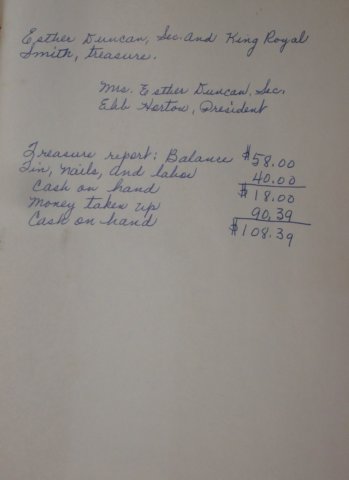 Esther Duncan, Sec. and King Royal
Smith, treasure.
Mrs. Esther Duncan, Sec.
Ebb Horton, President
Treasure report: Balance $58.00
Tin, nails, and labor 40.00
Cash on hand $18.00
Money taken up 90.39
Cash on hand $108.39